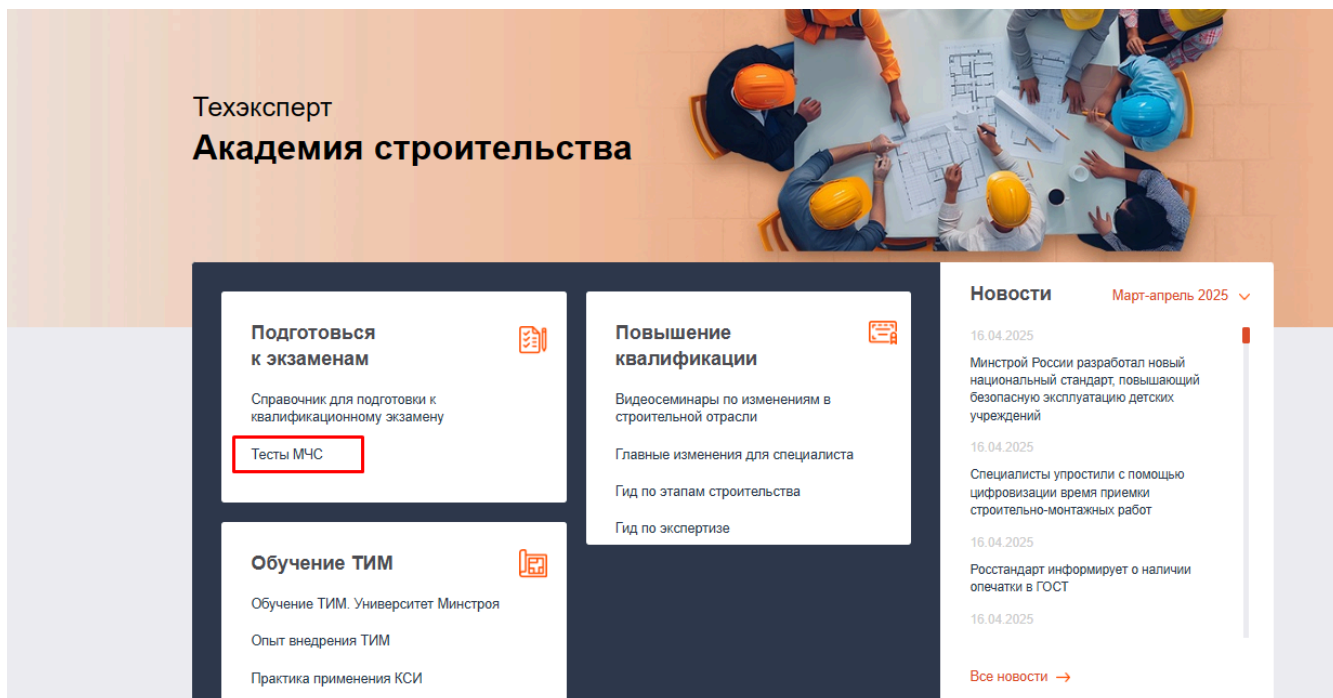 Техэксперт
Академия строительства
Подготовься
к экзаменам
Справочник для подготовки к
квалификационному экзамену
Тесты МЧС
Обучение ТИМ
Обучение ТИМ. Университет Минстроя
Опыт внедрения ТИМ
Практика применения КСИ
Повышение
квалификации
Видеосеминары по изменениям в
строительной отрасли
Главные изменения для специалиста
Гид по этапам строительства
Гид по экспертизе
Новости
Март-апрель 2025
16.04.2025
Минстрой России разработал новый
национальный стандарт, повышающий
безопасную эксплуатацию детских
учреждений
16.04.2025
Специалисты упростили с помощью
цифровизации время приемки
строительно-монтажных работ
16.04.2025
Росстандарт информирует о наличии
опечатки в ГОСТ
16.04.2025
Все новости →